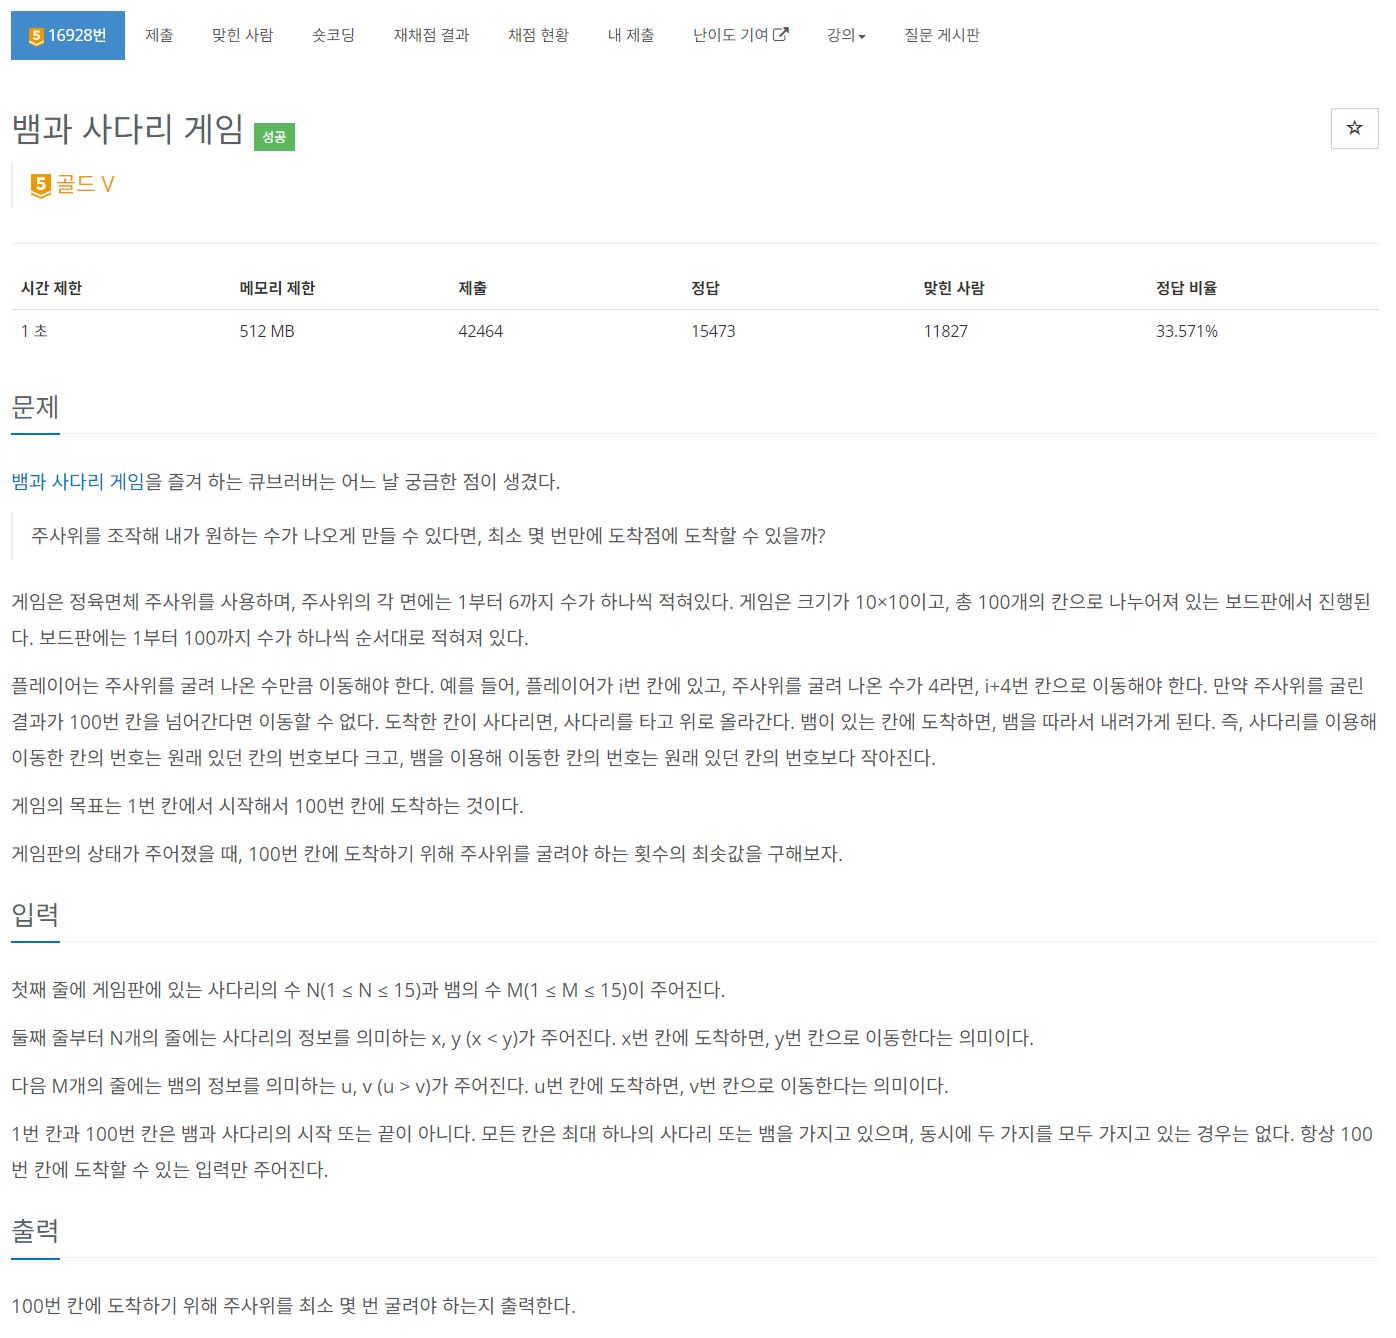 5 16928번 제출 맞힌 사람 숏코딩 재채점 결과 채점 현황 내 제출 난이도 기여 강의 질문 게시판
뱀과 사다리 게임 성공
5 골드 V
시간 제한 메모리 제한 제출 정답 맞힌 사람 정답 비율
1 초 512 MB 42464 15473 11827 33.571%
문제
뱀과 사다리 게임을 즐겨 하는 큐브러버는 어느 날 궁금한 점이 생겼다.
주사위를 조작해 내가 원하는 수가 나오게 만들 수 있다면, 최소 몇 번만에 도착점에 도착할 수 있을까?
게임은 정육면체 주사위를 사용하며, 주사위의 각 면에는 1부터 6까지 수가 하나씩 적혀있다. 게임은 크기가 10×10이고, 총 100개의 칸으로 나누어져 있는 보드판에서 진행된
다. 보드판에는 1부터 100까지 수가 하나씩 순서대로 적혀져 있다.
플레이어는 주사위를 굴려 나온 수만큼 이동해야 한다. 예를 들어, 플레이어가 i번 칸에 있고, 주사위를 굴려 나온 수가 4라면, i+4번 칸으로 이동해야 한다. 만약 주사위를 굴린
결과가 100번 칸을 넘어간다면 이동할 수 없다. 도착한 칸이 사다리면, 사다리를 타고 위로 올라간다. 뱀이 있는 칸에 도착하면, 뱀을 따라서 내려가게 된다. 즉, 사다리를 이용해
이동한 칸의 번호는 원래 있던 칸의 번호보다 크고, 뱀을 이용해 이동한 칸의 번호는 원래 있던 칸의 번호보다 작아진다.
게임의 목표는 1번 칸에서 시작해서 100번 칸에 도착하는 것이다.
게임판의 상태가 주어졌을 때, 100번 칸에 도착하기 위해 주사위를 굴려야 하는 횟수의 최솟값을 구해보자.
입력
첫째 줄에 게임판에 있는 사다리의 수 N(1 ≤ N ≤ 15)과 뱀의 수 M(1 ≤ M ≤ 15)이 주어진다.
둘째 줄부터 N개의 줄에는 사다리의 정보를 의미하는 x, y (x < y)가 주어진다. x번 칸에 도착하면, y번 칸으로 이동한다는 의미이다.
다음 M개의 줄에는 뱀의 정보를 의미하는 u, v (u > v)가 주어진다. u번 칸에 도착하면, v번 칸으로 이동한다는 의미이다.
1번 칸과 100번 칸은 뱀과 사다리의 시작 또는 끝이 아니다. 모든 칸은 최대 하나의 사다리 또는 뱀을 가지고 있으며, 동시에 두 가지를 모두 가지고 있는 경우는 없다. 항상 100
번 칸에 도착할 수 있는 입력만 주어진다.
출력
100번 칸에 도착하기 위해 주사위를 최소 몇 번 굴려야 하는지 출력한다.